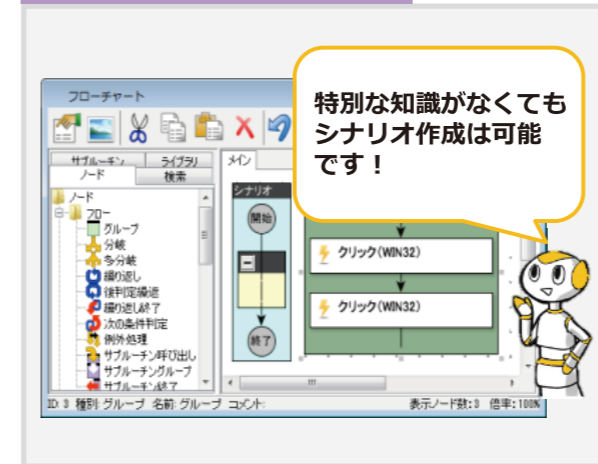 フローチャート
特別な知識がなくても
シナリオ作成は可能
です！
サブルーチン
ライブラリ
ノード
検索
メイン
ノード
フロー
グループ
分岐
多分岐
繰り返し
後判定繰返
繰り返し終了
次の条件判定
例外処理
サブルーチン呼び出し
サブルーチングループ
サブルーチン終了
シナリオ
開始
終了
クリック(WIN32)
クリック(WIN32)
ID: 3 種別: グループ 名前: グループ コメント:
表示ノード数: 3 倍率: 100%